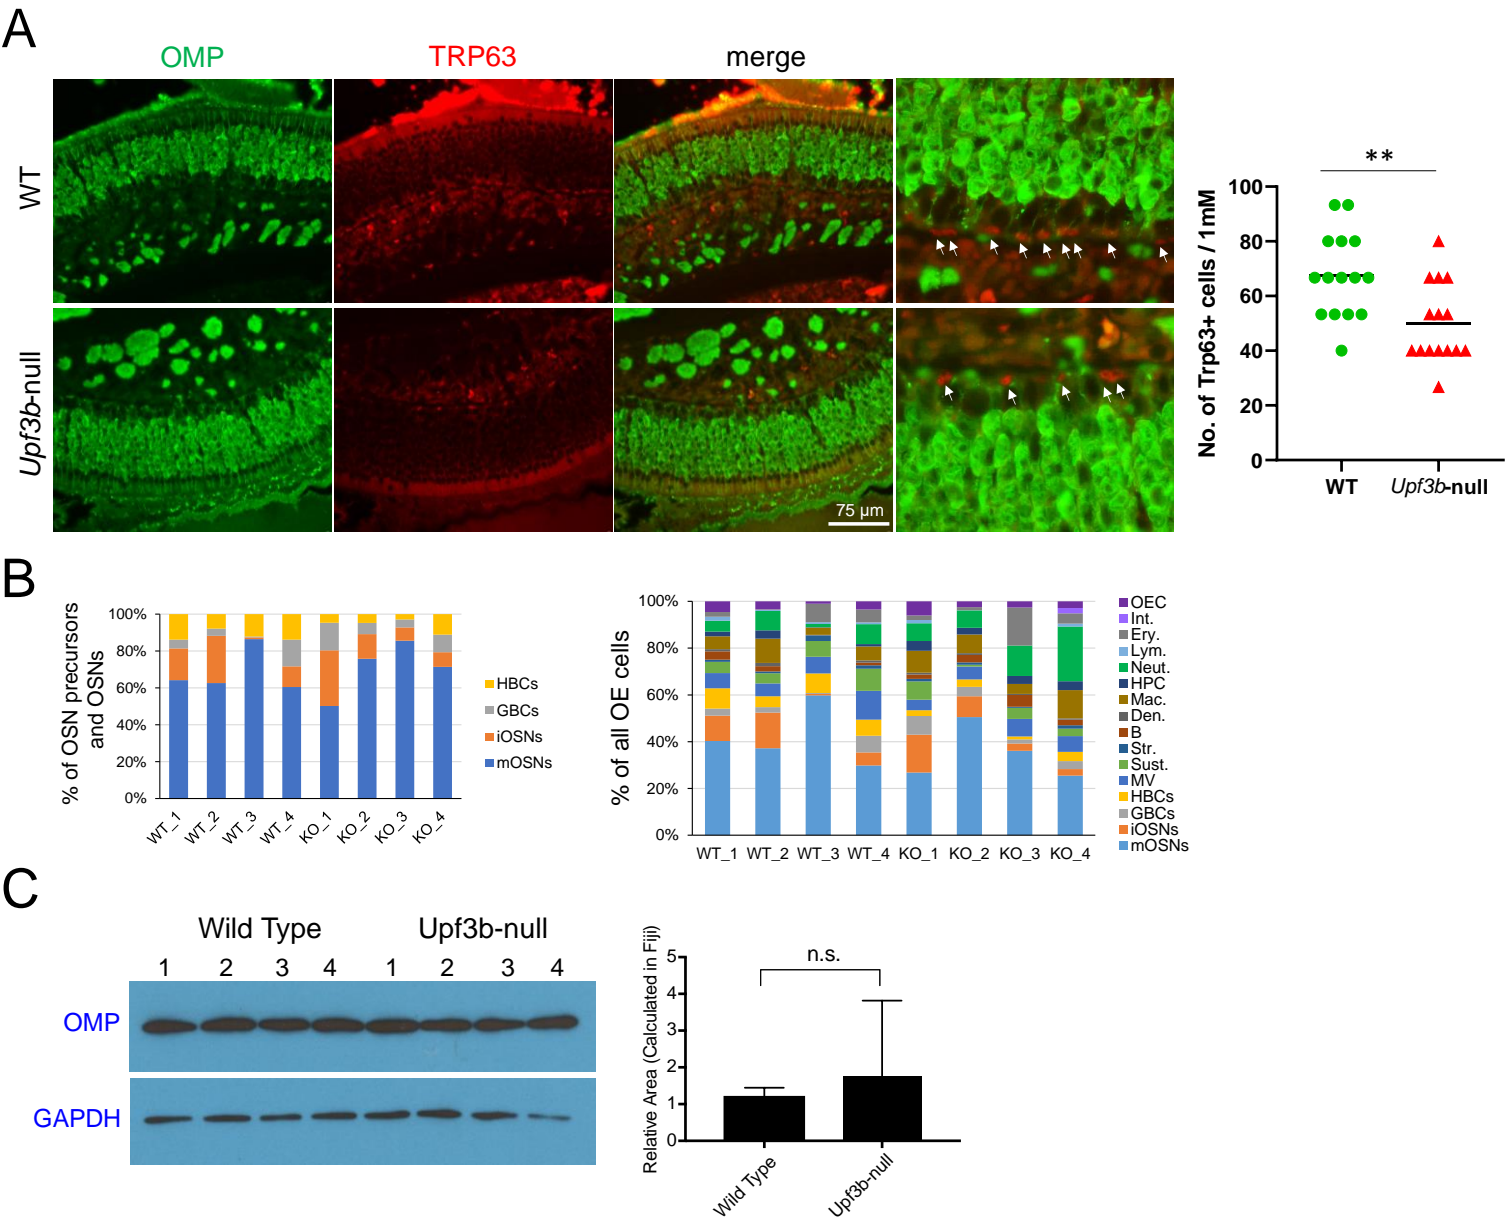 A
OMP
TRP63
merge
WT
Upf3b-null
75 µm
**
No. of Trp63+ cells / 1mM
100
80
60
40
20
0
WT
Upf3b-null
B
% of OSN precursors
and OSNs
100%
80%
60%
40%
20%
0%
WT_1
WT_2
WT_3
WT_4
KO_1
KO_2
KO_3
KO_4
HBCs
GBCs
iOSNs
mOSNs
% of all OE cells
100%
80%
60%
40%
20%
0%
WT_1
WT_2
WT_3
WT_4
KO_1
KO_2
KO_3
KO_4
OEC
Int.
Ery.
Lym.
Neut.
HPC
Mac.
Den.
B
Str.
Sust.
MV
HBCs
GBCs
iOSNs
mOSNs
C
Wild Type
Upf3b-null
1 2 3 4 1 2 3 4
OMP
GAPDH
Relative Area (Calculated in Fiji)
5
4
3
2
1
0
n.s.
Wild Type
Upf3b-null